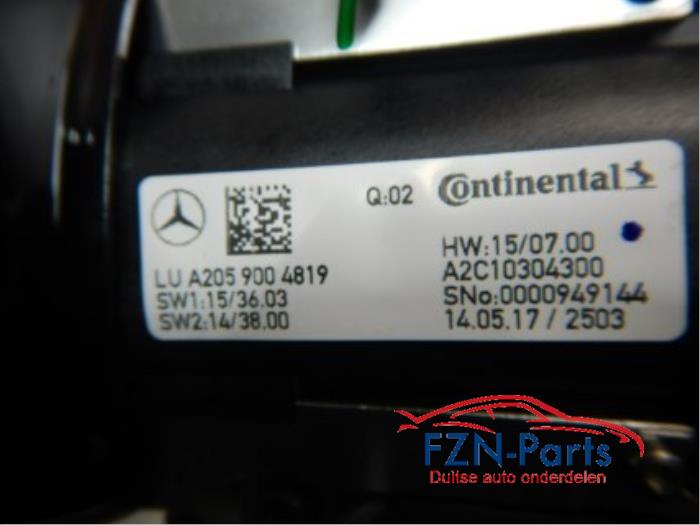 Q:02 Continental
LU A205 900 4819
SW1:15/36.03
SW2:14/38.00
HW:15/07.00
A2C10304300
SNo:0000949144
14.05.17 / 2503
FZN-Parts
Duitse auto onderdelen